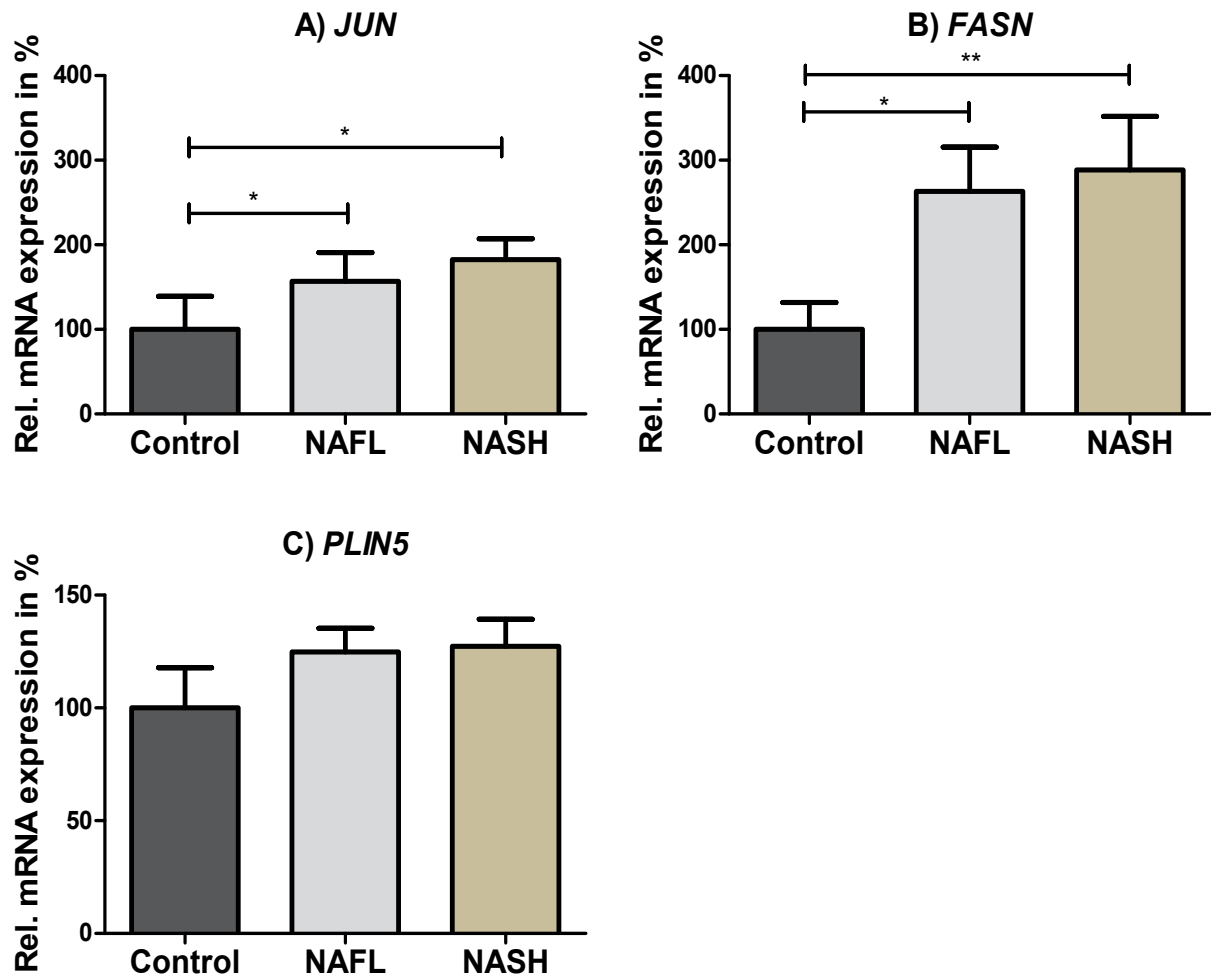 A) JUN
Rel. mRNA expression in %
400
300
200
100
0
*
*
Control NAFL NASH
B) FASN
Rel. mRNA expression in %
400
300
200
100
0
**
*
Control NAFL NASH
C) PLIN5
Rel. mRNA expression in %
150
100
50
0
Control NAFL NASH